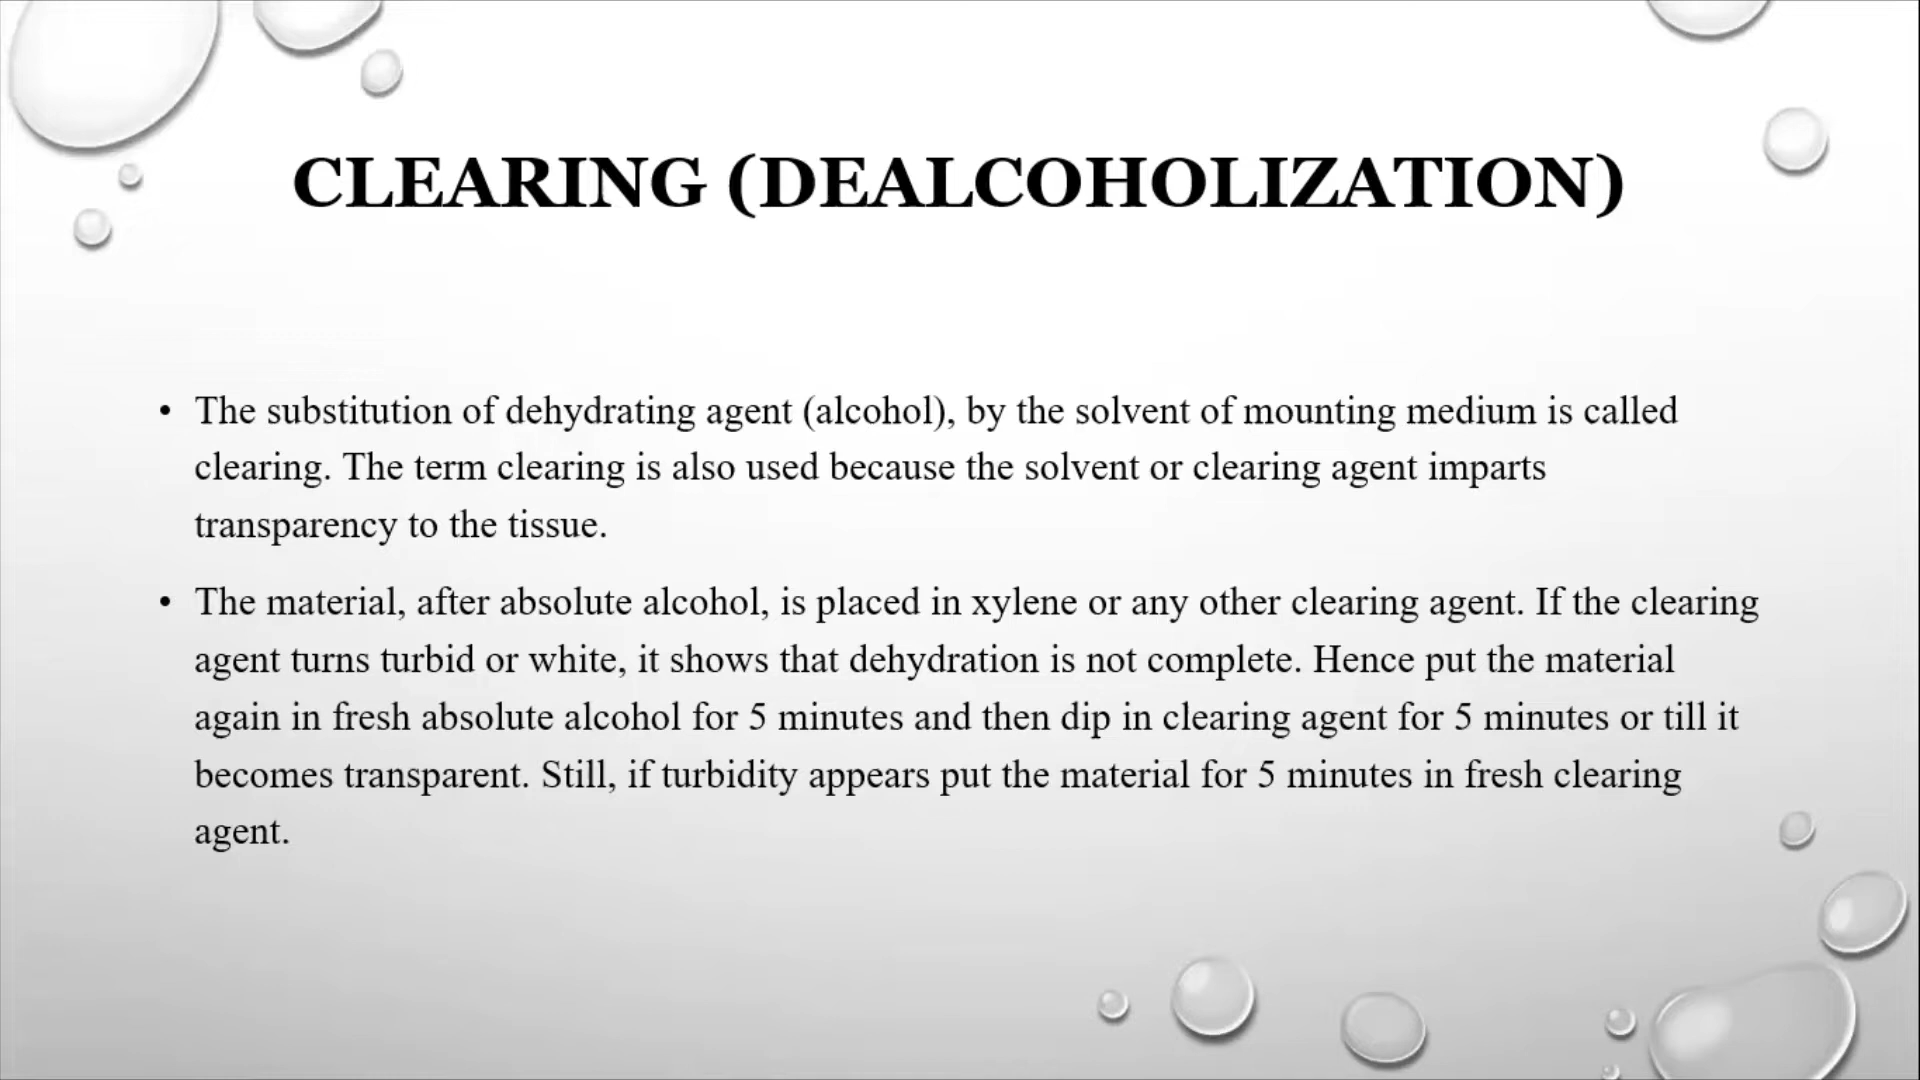 CLEARING (DEALCOHOLIZATION)
• The substitution of dehydrating agent (alcohol), by the solvent of mounting medium is called
clearing. The term clearing is also used because the solvent or clearing agent imparts
transparency to the tissue.
• The material, after absolute alcohol, is placed in xylene or any other clearing agent. If the clearing
agent turns turbid or white, it shows that dehydration is not complete. Hence put the material
again in fresh absolute alcohol for 5 minutes and then dip in clearing agent for 5 minutes or till it
becomes transparent. Still, if turbidity appears put the material for 5 minutes in fresh clearing
agent.